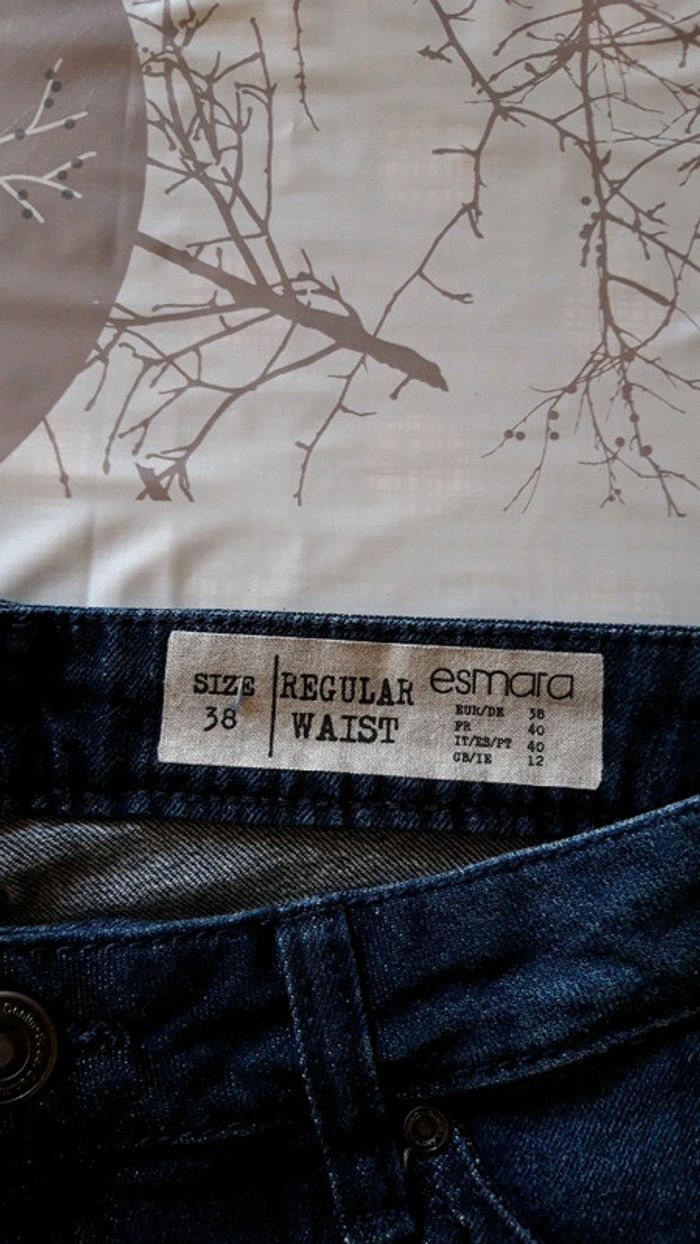 SIZE
38
REGULAR
WAIST
esmara
EUR/DE 38
FR 40
IT/ES/PT 40
GB/IE 12